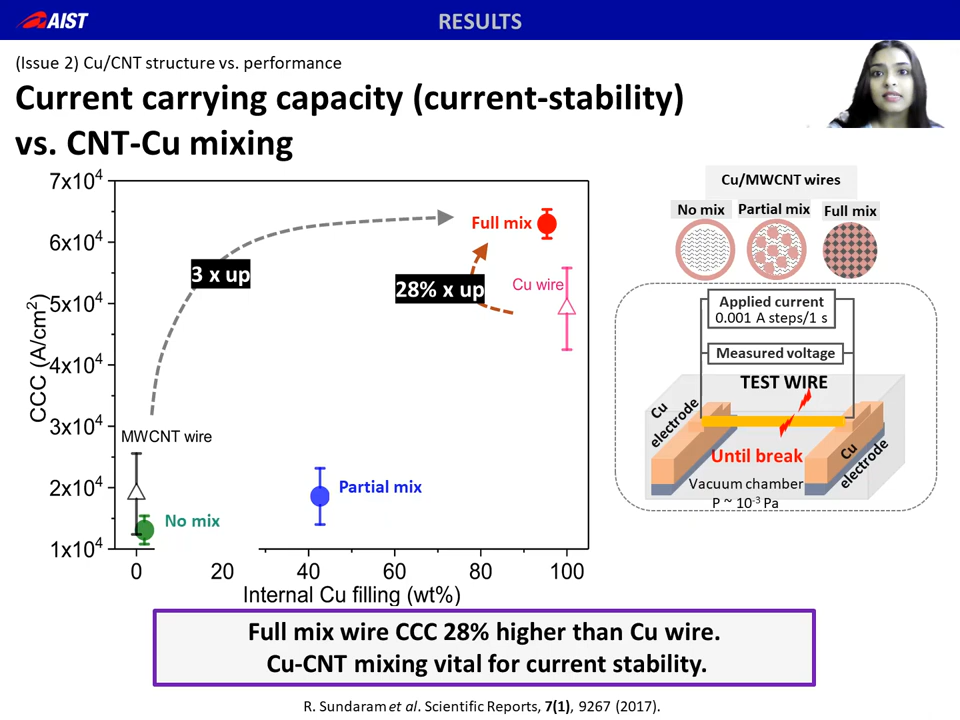 AIST
RESULTS
(Issue 2) Cu/CNT structure vs. performance
Current carrying capacity (current-stability)
vs. CNT-Cu mixing
7x10⁴
6x10⁴
5x10⁴
4x10⁴
3x10⁴
2x10⁴
1x10⁴
CCC (A/cm²)
3 x up
28% x up
Full mix
Cu wire
MWCNT wire
No mix
Partial mix
0 20 40 60 80 100
Internal Cu filling (wt%)
Cu/MWCNT wires
No mix Partial mix Full mix
Applied current
0.001 A steps/1 s
Measured voltage
TEST WIRE
Cu
electrode
Until break
Cu
electrode
Vacuum chamber
P ~ 10⁻³ Pa
Full mix wire CCC 28% higher than Cu wire.
Cu-CNT mixing vital for current stability.
R. Sundaram et al. Scientific Reports, 7(1), 9267 (2017).